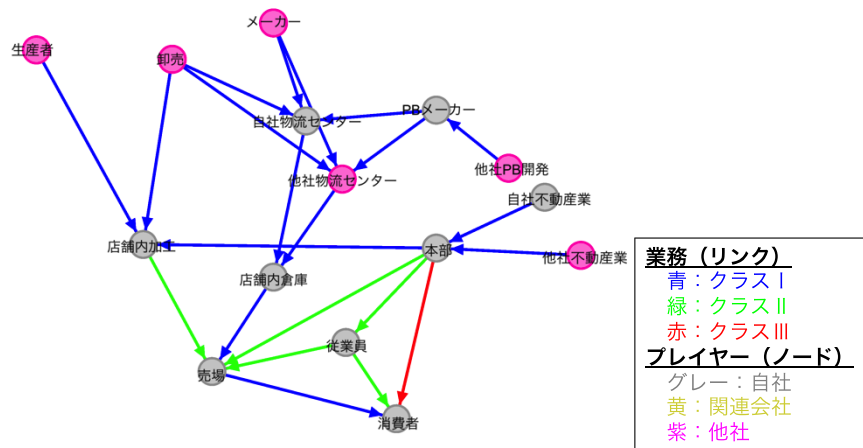 メーカー
生産者
卸売
PBメーカー
自社物流センター
他社PB開発
他社物流センター
自社不動産業
店舗内加工
本部
他社不動産業
店舗内倉庫
従業員
売場
消費者
業務（リンク）
青：クラスⅠ
緑：クラスⅡ
赤：クラスⅢ
プレイヤー（ノード）
グレー：自社
黄：関連会社
紫：他社